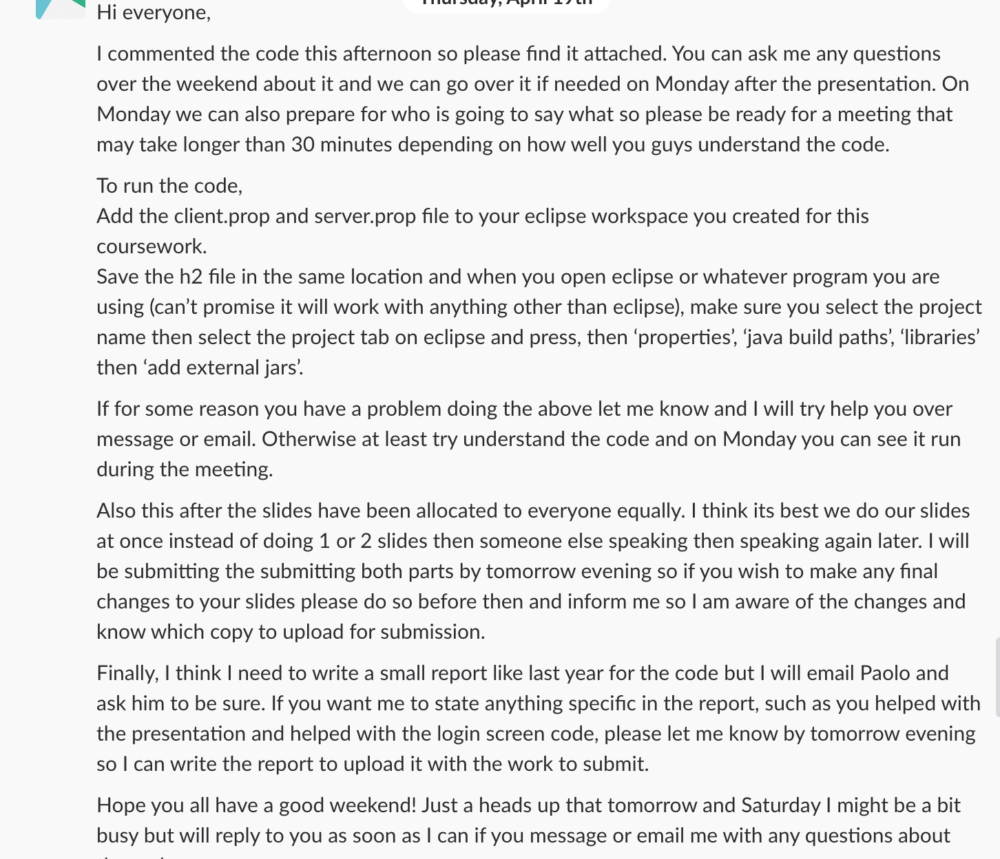 Thursday, April 19th
Hi everyone,
I commented the code this afternoon so please find it attached. You can ask me any questions
over the weekend about it and we can go over it if needed on Monday after the presentation. On
Monday we can also prepare for who is going to say what so please be ready for a meeting that
may take longer than 30 minutes depending on how well you guys understand the code.
To run the code,
Add the client.prop and server.prop file to your eclipse workspace you created for this
coursework.
Save the h2 file in the same location and when you open eclipse or whatever program you are
using (can’t promise it will work with anything other than eclipse), make sure you select the project
name then select the project tab on eclipse and press, then ‘properties’, ‘java build paths’, ‘libraries’
then ‘add external jars’.
If for some reason you have a problem doing the above let me know and I will try help you over
message or email. Otherwise at least try understand the code and on Monday you can see it run
during the meeting.
Also this after the slides have been allocated to everyone equally. I think its best we do our slides
at once instead of doing 1 or 2 slides then someone else speaking then speaking again later. I will
be submitting the submitting both parts by tomorrow evening so if you wish to make any final
changes to your slides please do so before then and inform me so I am aware of the changes and
know which copy to upload for submission.
Finally, I think I need to write a small report like last year for the code but I will email Paolo and
ask him to be sure. If you want me to state anything specific in the report, such as you helped with
the presentation and helped with the login screen code, please let me know by tomorrow evening
so I can write the report to upload it with the work to submit.
Hope you all have a good weekend! Just a heads up that tomorrow and Saturday I might be a bit
busy but will reply to you as soon as I can if you message or email me with any questions about